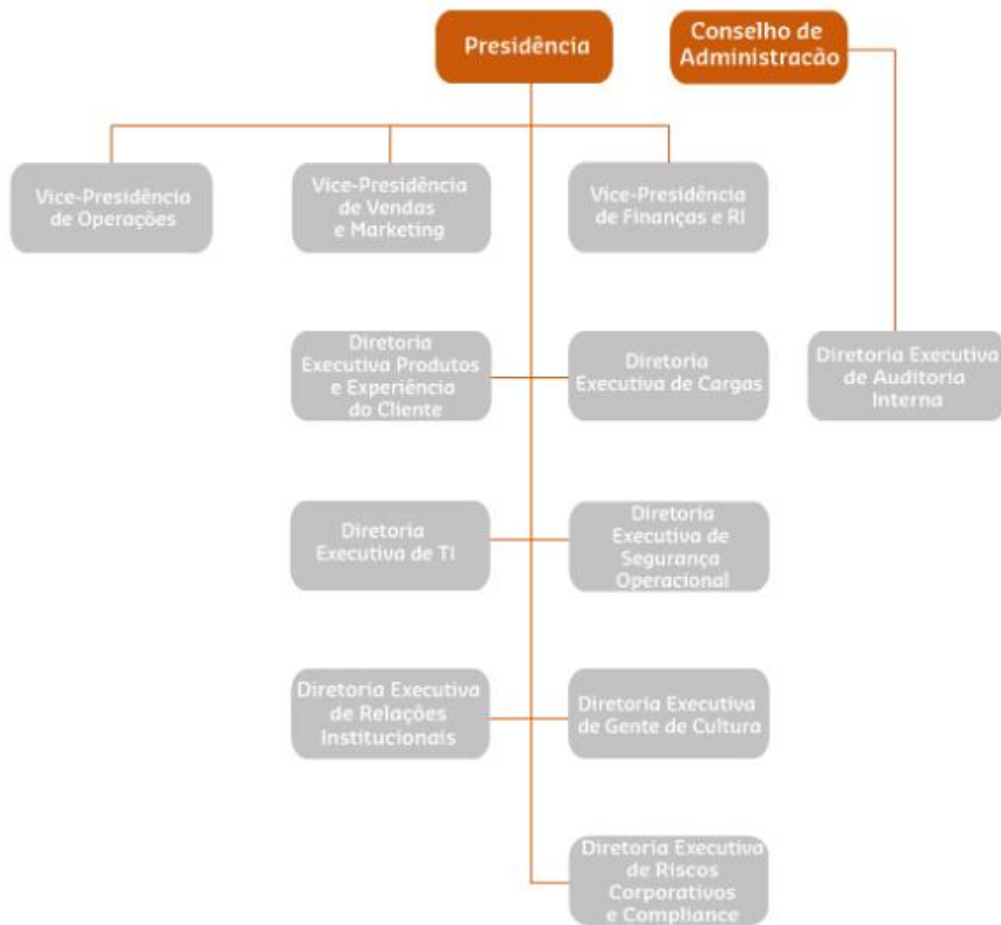 Presidência
Conselho de
Administracão
Vice-Presidência
de Operações
Vice-Presidência
de Vendas
e Marketing
Vice-Presidência
de Finanças e RI
Diretoria
Executiva Produtos
e Experiência
do Cliente
Diretoria
Executiva de Cargas
Diretoria Executiva
de Auditoria
Interna
Diretoria
Executiva de TI
Diretoria
Executiva de
Segurança
Operacional
Diretoria Executiva
de Relações
Institucionais
Diretoria Executiva
de Gente de Cultura
Diretoria Executiva
de Riscos
Corporativos
e Compliance